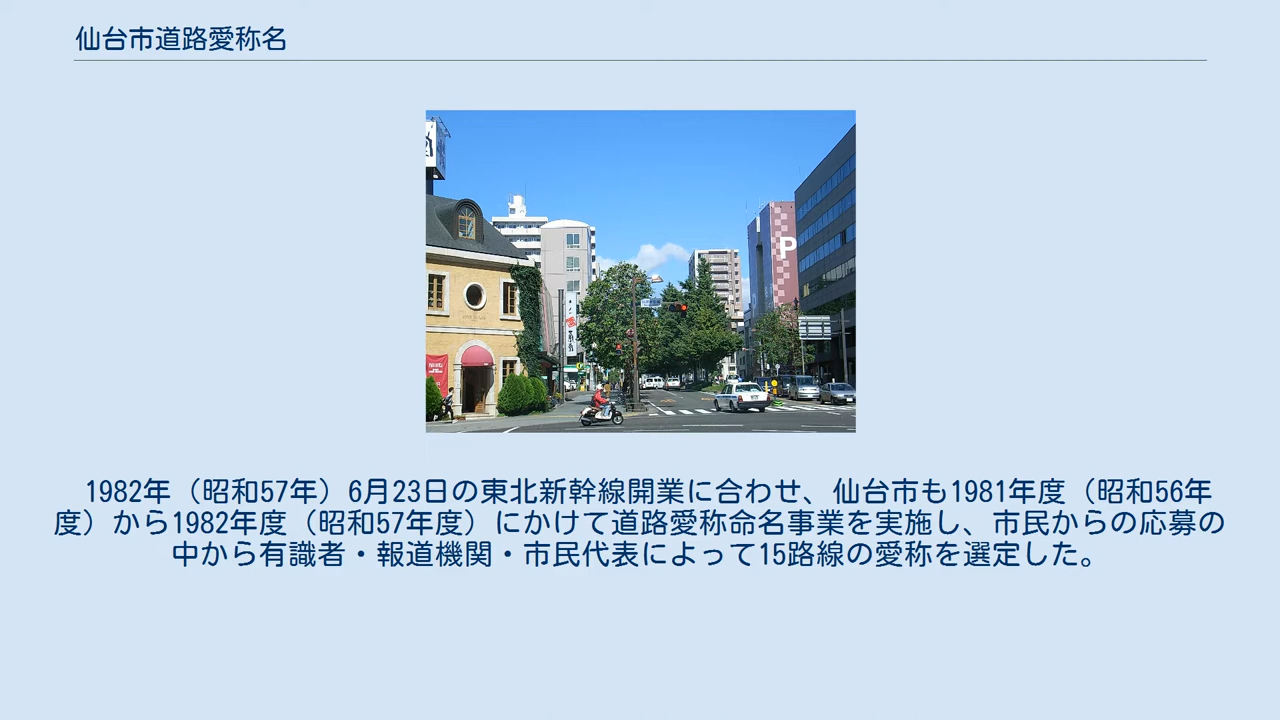 仙台市道路愛称名
P
1982年（昭和57年）6月23日の東北新幹線開業に合わせ、仙台市も1981年度（昭和56年
度）から1982年度（昭和57年度）にかけて道路愛称命名事業を実施し、市民からの応募の
中から有識者・報道機関・市民代表によって15路線の愛称を選定した。